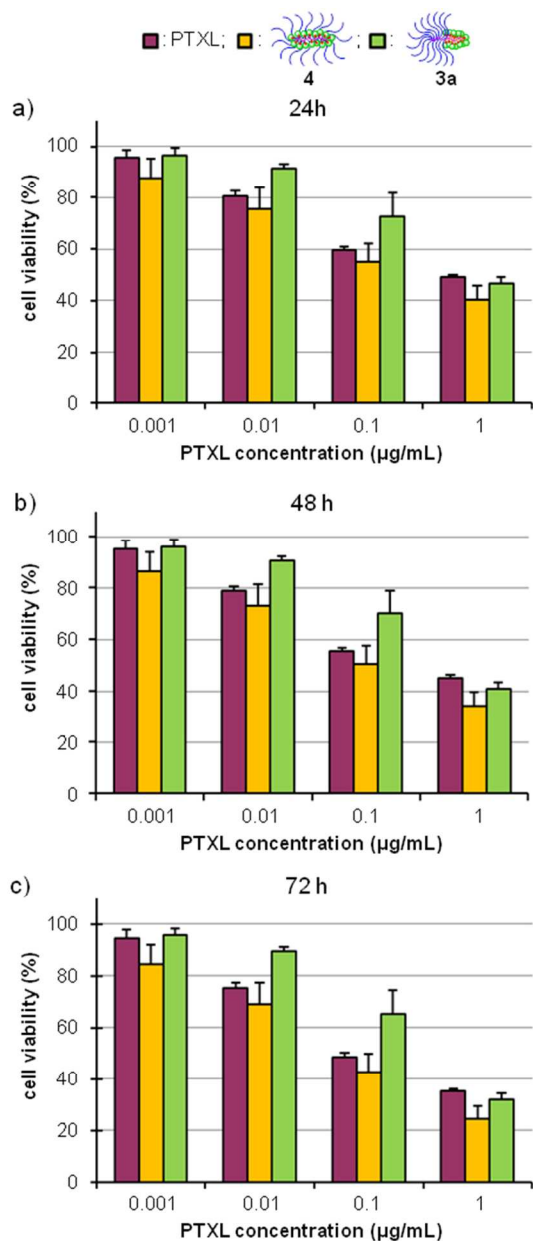 : PTXL; : ; :
4 3a
a) 24h
100
80
60
40
20
0
cell viability (%)
0.001 0.01 0.1 1
PTXL concentration (µg/mL)
b) 48 h
100
80
60
40
20
0
cell viability (%)
0.001 0.01 0.1 1
PTXL concentration (µg/mL)
c) 72 h
100
80
60
40
20
0
cell viability (%)
0.001 0.01 0.1 1
PTXL concentration (µg/mL)